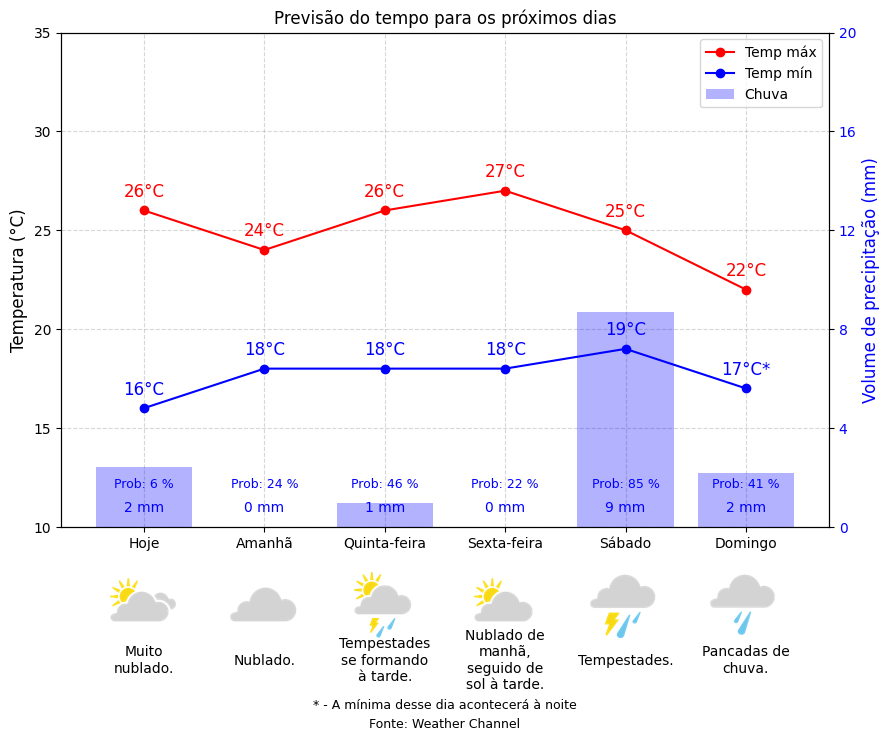 Previsão do tempo para os próximos dias
Temp máx
Temp mín
Chuva
Temperatura (°C)
Volume de precipitação (mm)
35
30
25
20
15
10
20
16
12
8
4
0
26°C
24°C
26°C
27°C
25°C
22°C
16°C
18°C
18°C
18°C
19°C
17°C*
Prob: 6 %
Prob: 24 %
Prob: 46 %
Prob: 22 %
Prob: 85 %
Prob: 41 %
2 mm
0 mm
1 mm
0 mm
9 mm
2 mm
Hoje
Amanhã
Quinta-feira
Sexta-feira
Sábado
Domingo
Muito
nublado.
Nublado.
Tempestades
se formando
à tarde.
Nublado de
manhã,
seguido de
sol à tarde.
Tempestades.
Pancadas de
chuva.
* - A mínima desse dia acontecerá à noite
Fonte: Weather Channel